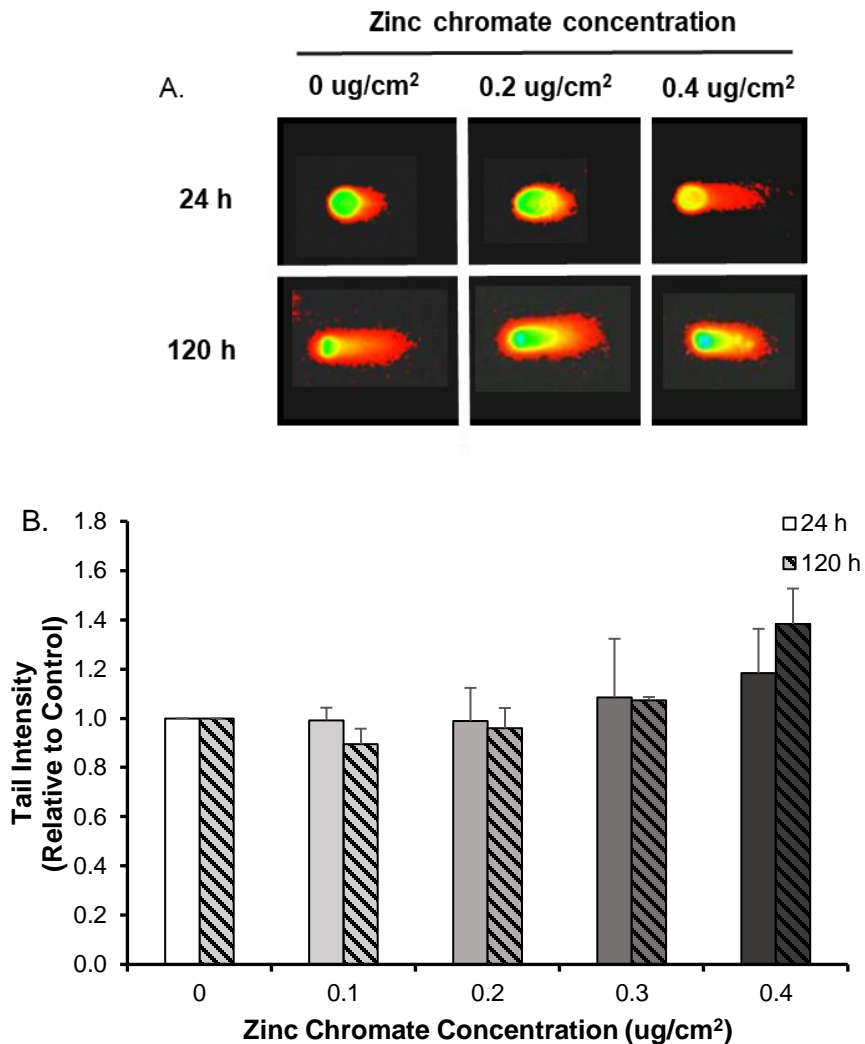 Zinc chromate concentration
A.
0 ug/cm²
0.2 ug/cm²
0.4 ug/cm²
24 h
120 h
B.
1.8
1.6
1.4
1.2
1.0
0.8
0.6
0.4
0.2
0.0
Tail Intensity
(Relative to Control)
24 h
120 h
0
0.1
0.2
0.3
0.4
Zinc Chromate Concentration (ug/cm²)